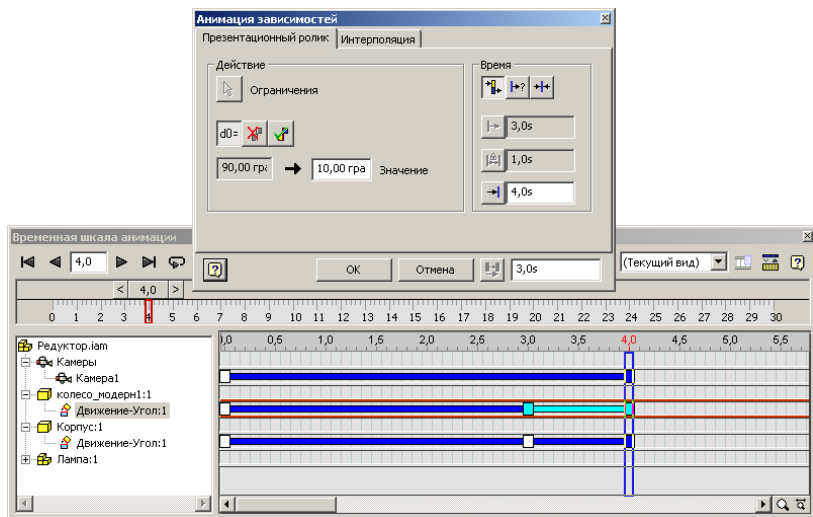 Анимация зависимостей
Презентационный ролик Интерполяция
Действие
Время
Ограничения
d0=
3,0s
90,00 гра 10,00 гра Значение
1,0s
4,0s
OK Отмена 3,0s
Временная шкала анимации
4,0
(Текущий вид)
< 4,0 >
0 1 2 3 4 5 6 7 8 9 10 11 12 13 14 15 16 17 18 19 20 21 22 23 24 25 26 27 28 29 30
Редуктор.iam
0,0 0,5 1,0 1,5 2,0 2,5 3,0 3,5 4,0 4,5 5,0 5,5
Камеры
Камера1
колесо_модерн1:1
Движение-Угол:1
Корпус:1
Движение-Угол:1
Лампа:1